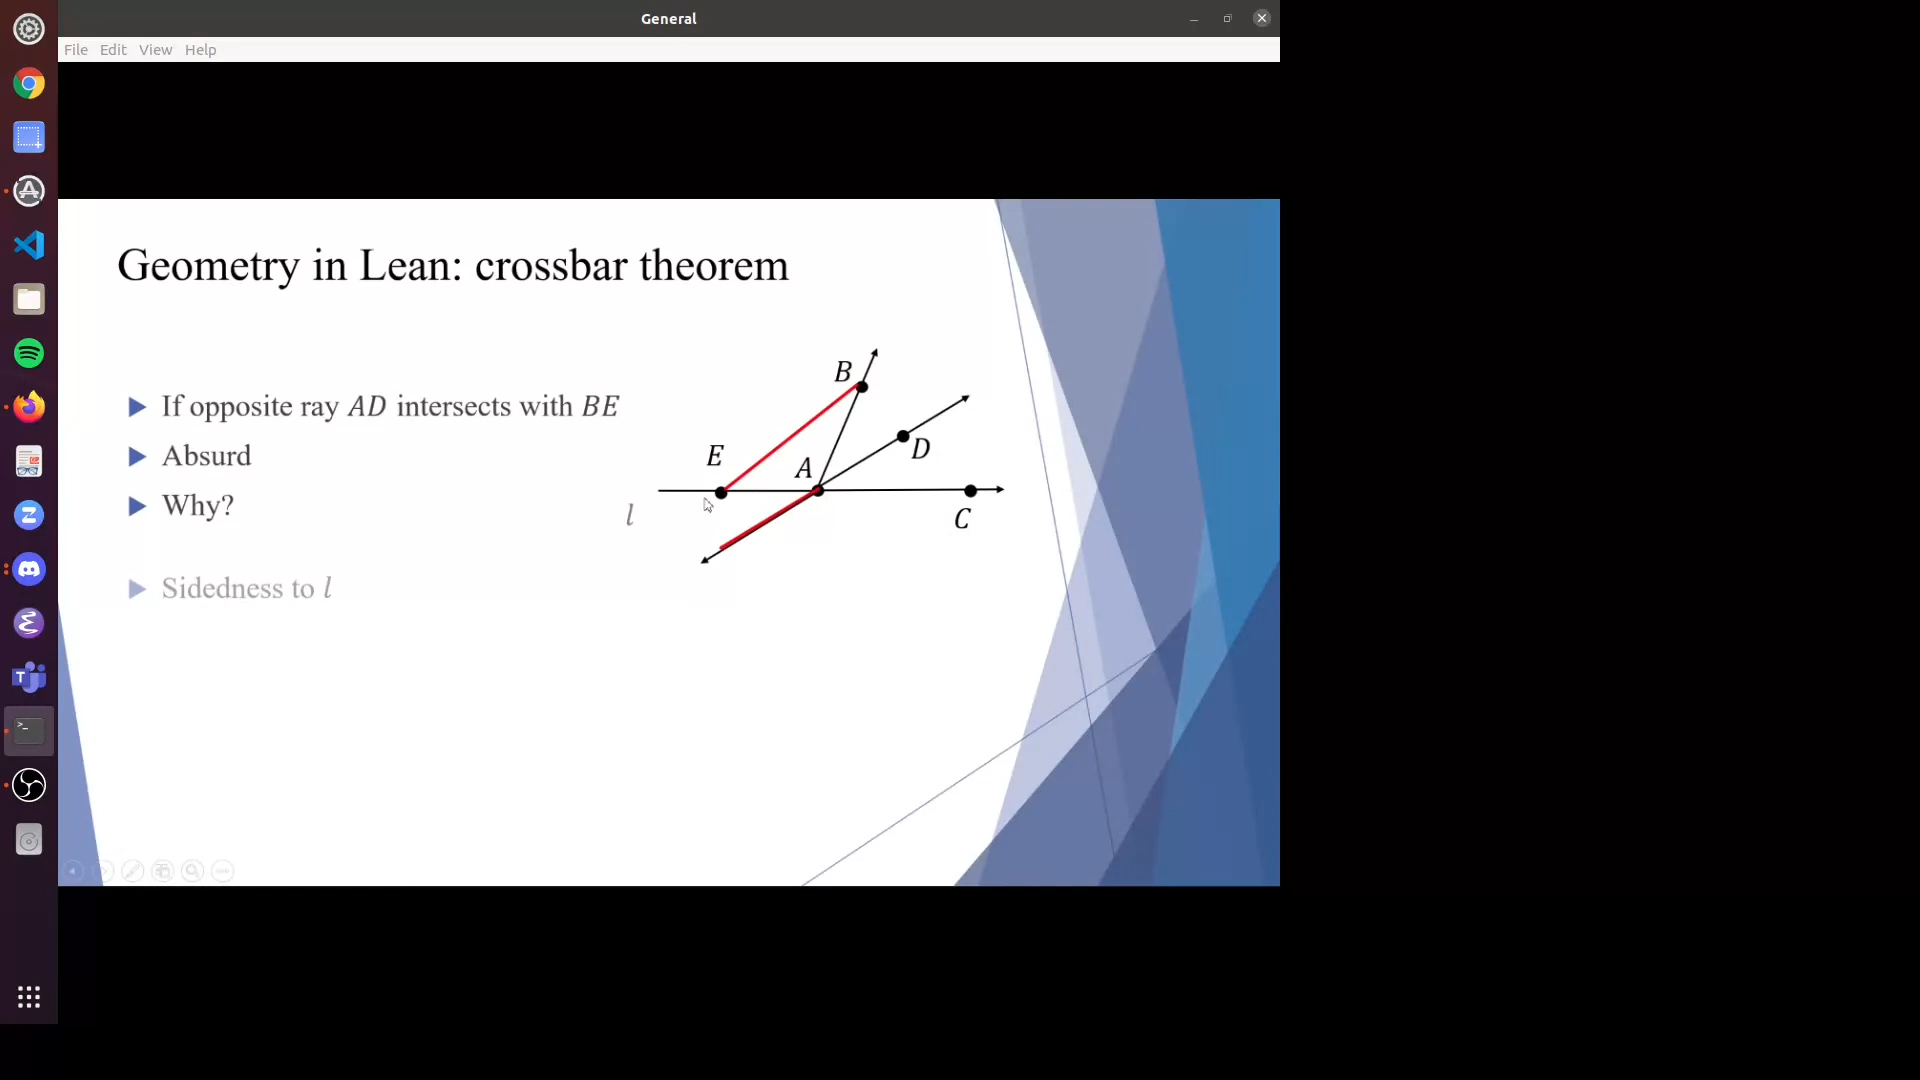 General
File Edit View Help
Geometry in Lean: crossbar theorem
If opposite ray AD intersects with BE
Absurd
Why?
Sidedness to l
B
E
A
D
l
C